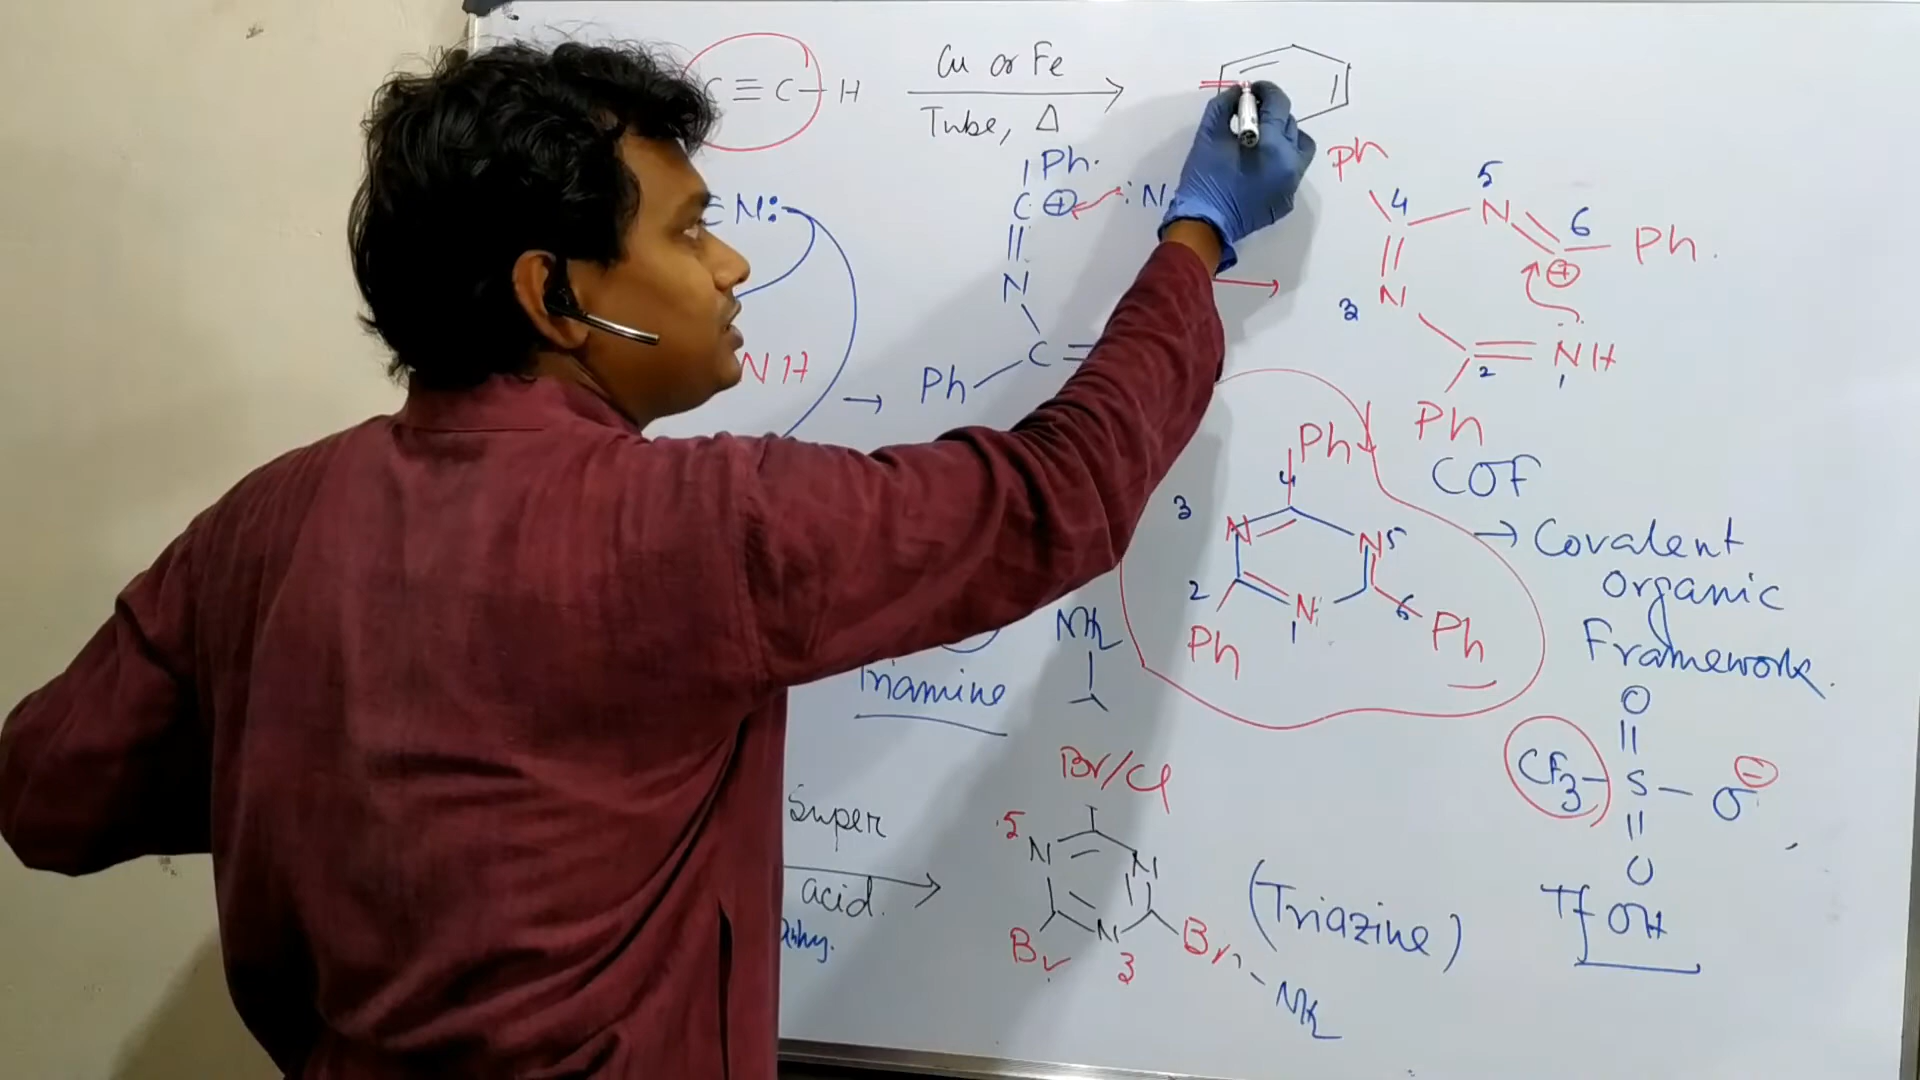 C≡C-H
Cu or Fe
Tube, Δ
Ph.
C ⊕ :N
≡N:
N
NH
→ Ph C=
Ph
4 5
N 6
⊕ Ph.
3 N
2 NH
1
Ph
COF
→ Covalent
organic
Framework.
Ph
4
3 N
N5
2 N 6
1
Ph Ph
NH2
Triamine
Br/Cl
Super
acid.
5 N N
N
Br 3 Br
NH2
(Triazine)
O
CF3-S-O⊖
O
TfOH